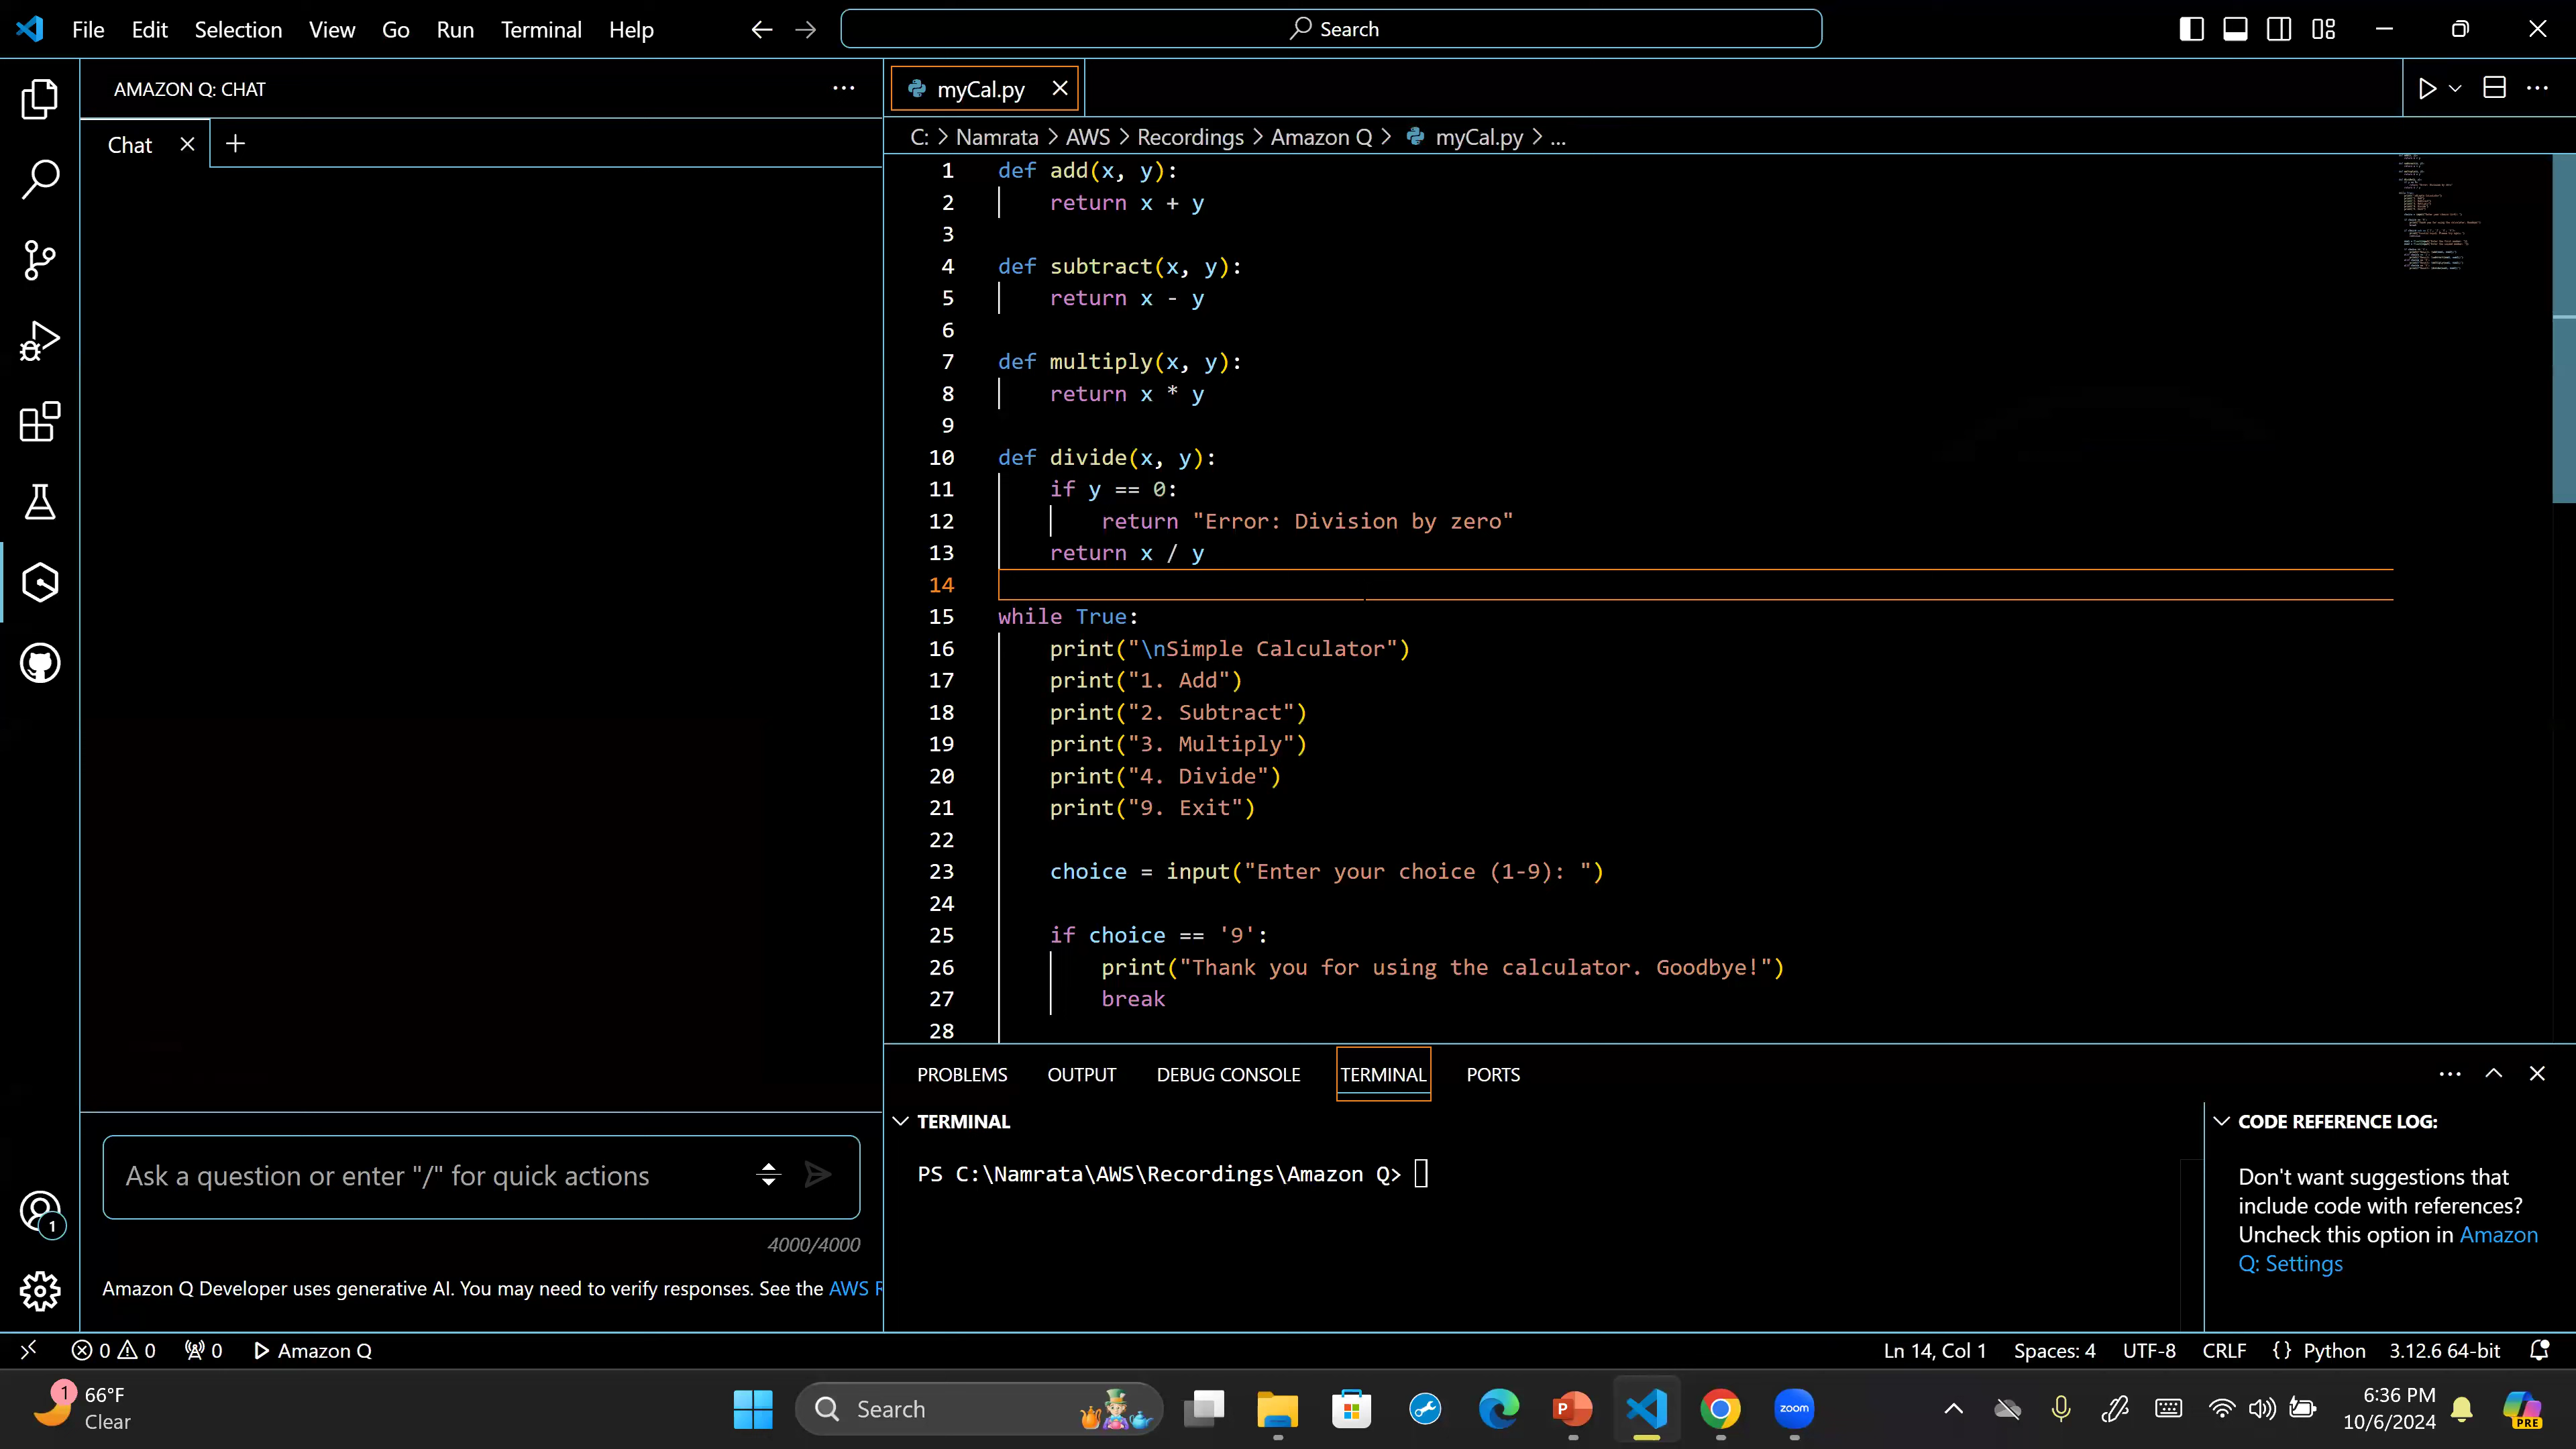 File Edit Selection View Go Run Terminal Help
Search
AMAZON Q: CHAT
Chat
myCal.py
C: > Namrata > AWS > Recordings > Amazon Q > myCal.py > ...
1 def add(x, y):
2 return x + y
3
4 def subtract(x, y):
5 return x - y
6
7 def multiply(x, y):
8 return x * y
9
10 def divide(x, y):
11 if y == 0:
12 return "Error: Division by zero"
13 return x / y
14
15 while True:
16 print("\nSimple Calculator")
17 print("1. Add")
18 print("2. Subtract")
19 print("3. Multiply")
20 print("4. Divide")
21 print("9. Exit")
22
23 choice = input("Enter your choice (1-9): ")
24
25 if choice == '9':
26 print("Thank you for using the calculator. Goodbye!")
27 break
28
Ask a question or enter "/" for quick actions
4000/4000
Amazon Q Developer uses generative AI. You may need to verify responses. See the AWS R
PROBLEMS OUTPUT DEBUG CONSOLE TERMINAL PORTS
TERMINAL
PS C:\Namrata\AWS\Recordings\Amazon Q>
CODE REFERENCE LOG:
Don't want suggestions that
include code with references?
Uncheck this option in Amazon
Q: Settings
1
0 0 0 Amazon Q
Ln 14, Col 1 Spaces: 4 UTF-8 CRLF {} Python 3.12.6 64-bit
1
66°F
Clear
Search
zoom
6:36 PM
10/6/2024
PRE